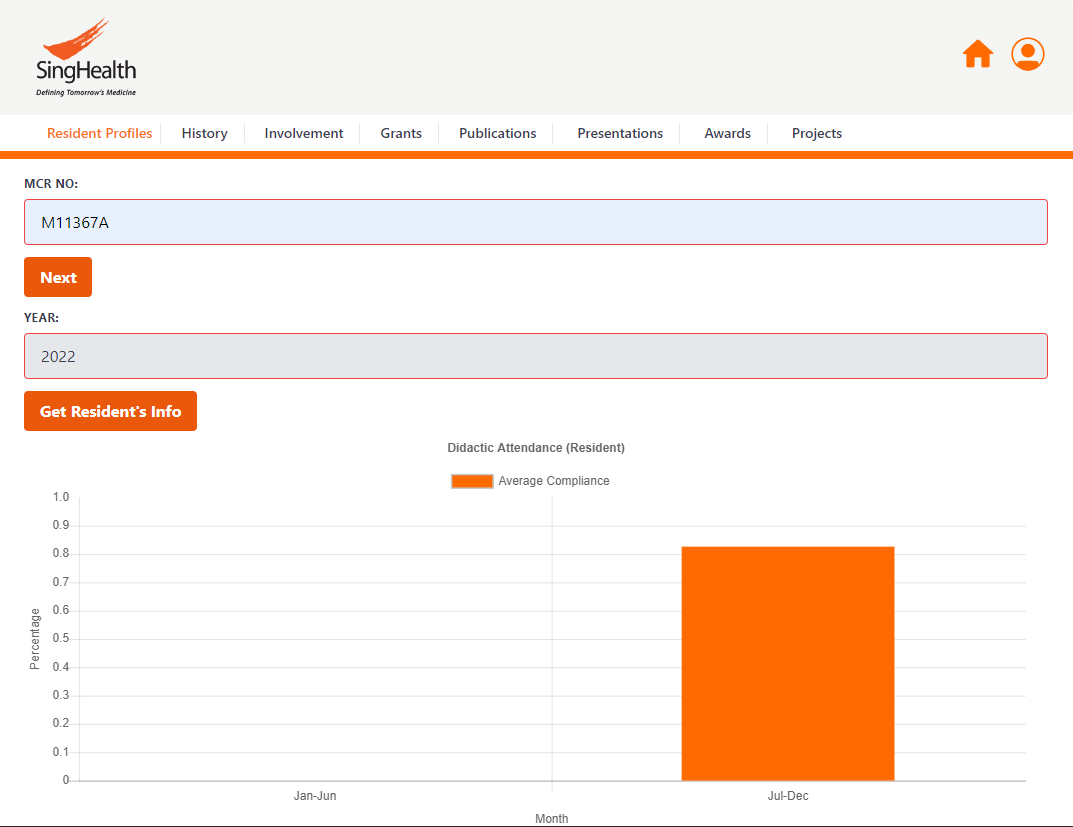 SingHealth
Defining Tomorrow's Medicine
Resident Profiles History Involvement Grants Publications Presentations Awards Projects
MCR NO:
M11367A
Next
YEAR:
2022
Get Resident's Info
Didactic Attendance (Resident)
Average Compliance
1.0
0.9
0.8
0.7
0.6
0.5
0.4
0.3
0.2
0.1
0
Percentage
Jan-Jun Jul-Dec
Month